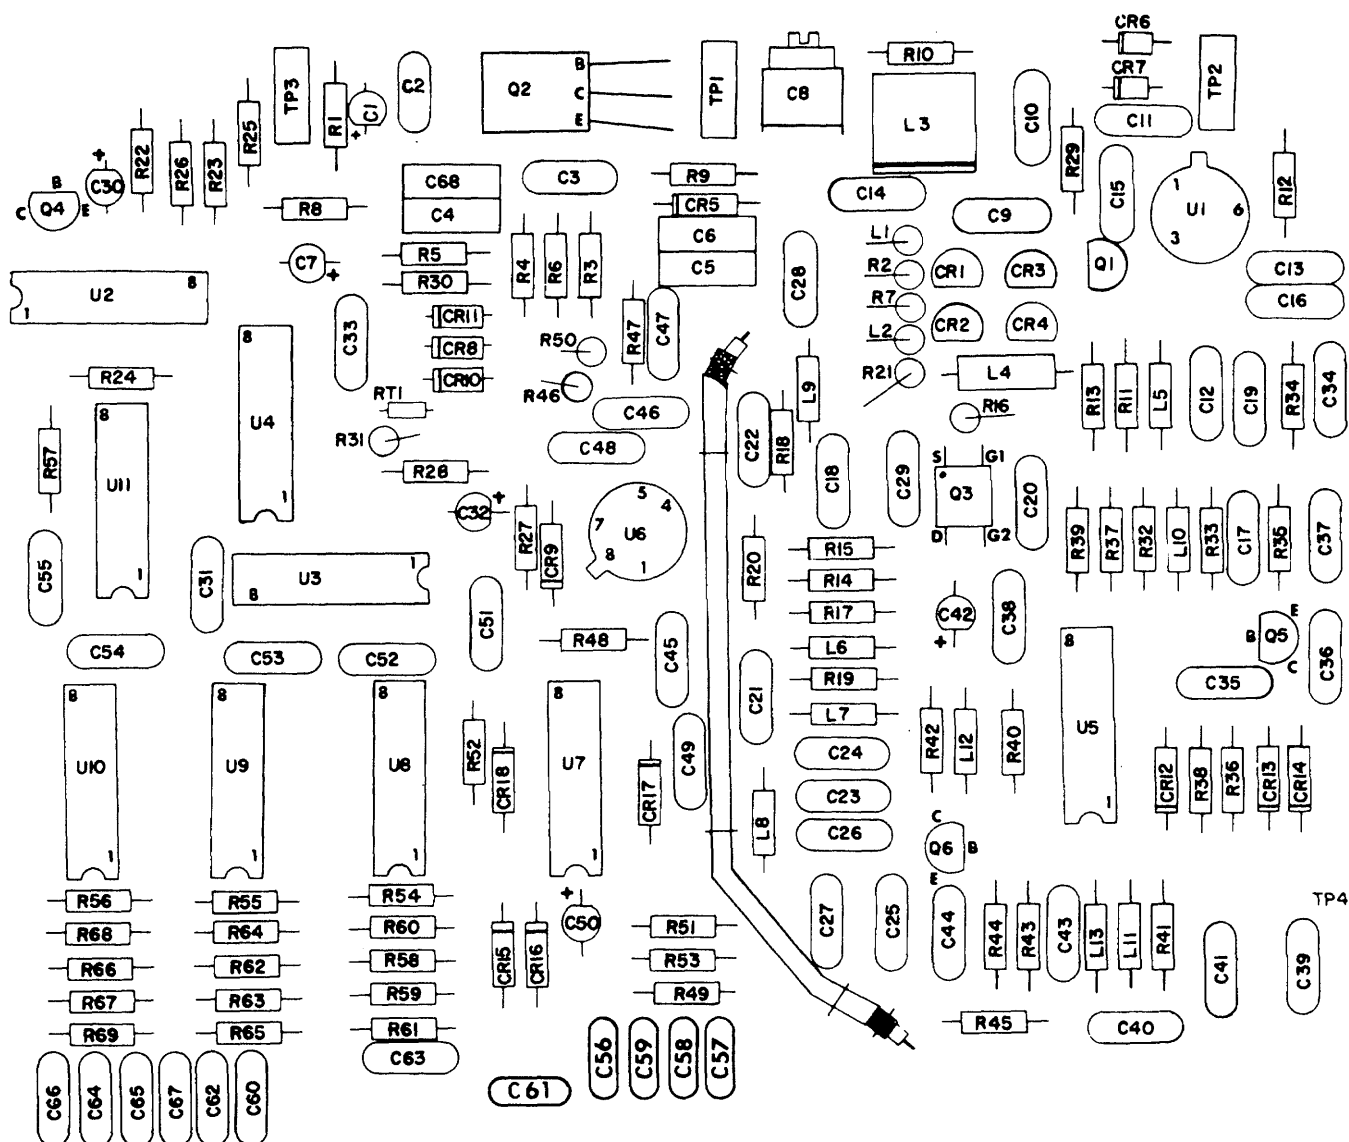 CR6
R10
CR7
TP3
R1
C1
+
C2
Q2
B
C
E
TP1
C8
L3
C10
C11
TP2
R29
R22
R26
R23
R25
+
C30
B
C
Q4
E
R8
C68
C4
C3
R9
CR5
C6
C5
C14
C9
C15
1
U1
6
3
R12
C7
+
R5
R30
R4
R6
R3
C28
L1
R2
R7
L2
R21
CR1
CR3
CR2
CR4
Q1
C13
C16
U2
8
1
8
U4
1
C33
CR11
CR8
CR10
R50
R46
R47
C47
L4
R16
R24
RT1
R31
R28
C46
C48
L9
C22
R18
C18
C29
S
G1
Q3
D
G2
C20
R13
R11
L5
C12
C19
R34
C34
R57
8
U11
1
C55
C31
C32
+
R27
CR9
5
4
7
U6
8
1
R20
R15
R14
R17
L6
R19
L7
R39
R37
R32
L10
R33
C17
R35
C37
U3
1
8
C51
R48
C45
C21
C42
+
C38
8
U5
1
E
B
Q5
C
C36
C35
C54
C53
C52
8
U10
1
8
U9
1
8
U8
1
R52
CR18
8
U7
1
CR17
C49
L8
C24
C23
C26
R42
L12
R40
CR12
R38
R36
CR13
CR14
C
Q6
B
E
R56
R68
R66
R67
R69
R55
R64
R62
R63
R65
R54
R60
R58
R59
R61
C63
+
C50
CR15
CR16
R51
R53
R49
C27
C25
C44
R44
R43
C43
L13
L11
R41
TP4
C41
C39
R45
C40
C66
C64
C65
C67
C62
C60
C61
C56
C59
C58
C57